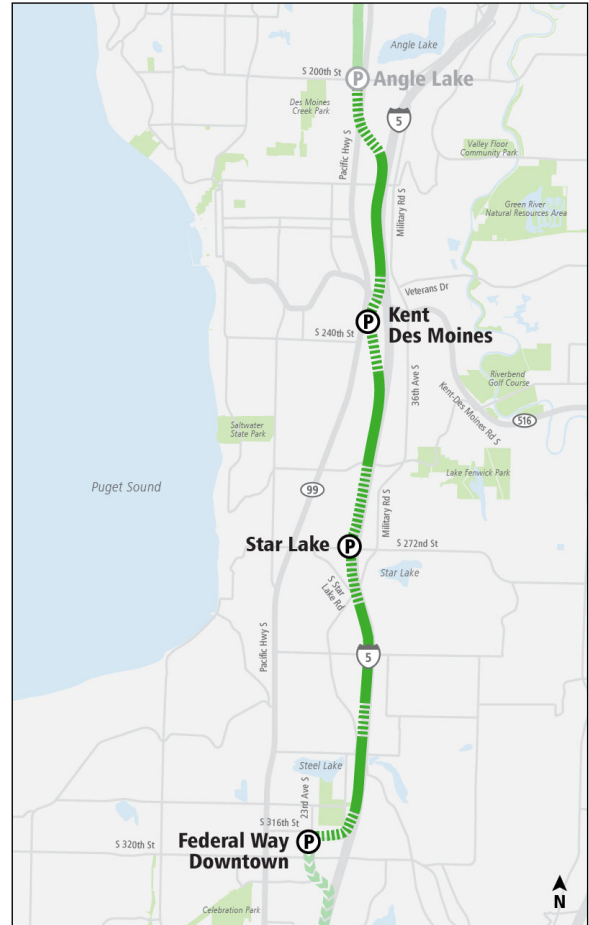 Angle Lake
S 200th St
P
Angle Lake
Des Moines
Creek Park
5
Pacific Hwy S
Valley Floor
Community Park
Military Rd S
Green River
Natural Resources Area
Veterans Dr
P
Kent
Des Moines
S 240th St
36th Ave S
Riverbend
Golf Course
Kent-Des Moines Rd S
516
Saltwater
State Park
Lake Fenwick Park
Puget Sound
99
Military Rd S
Star Lake
P
S 272nd St
Star Lake
S Star
Lake Rd
Pacific Hwy S
5
Steel Lake
23rd Ave S
S 316th St
S 320th St
Federal Way
Downtown
P
Celebration Park
N